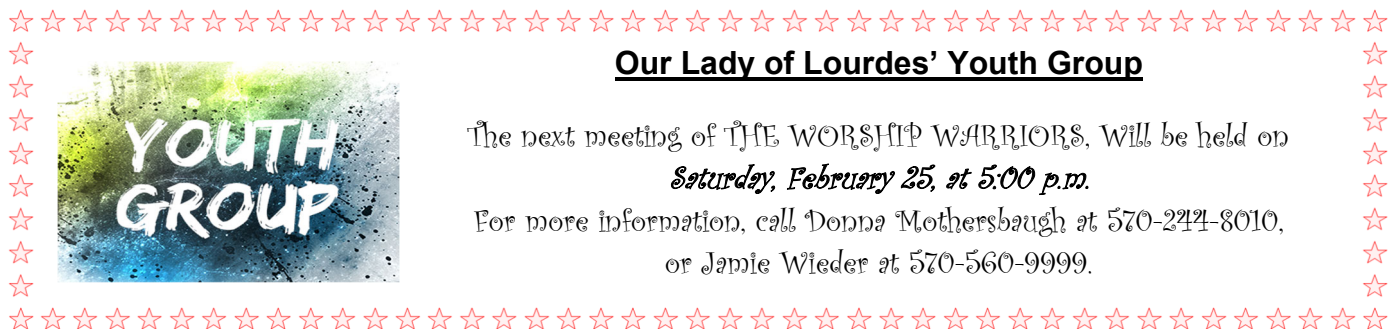 YOUTH
GROUP
Our Lady of Lourdes’ Youth Group
The next meeting of THE WORSHIP WARRIORS, Will be held on
Saturday, February 25, at 5:00 p.m.
For more information, call Donna Mothersbaugh at 570-244-8010,
or Jamie Wieder at 570-560-9999.